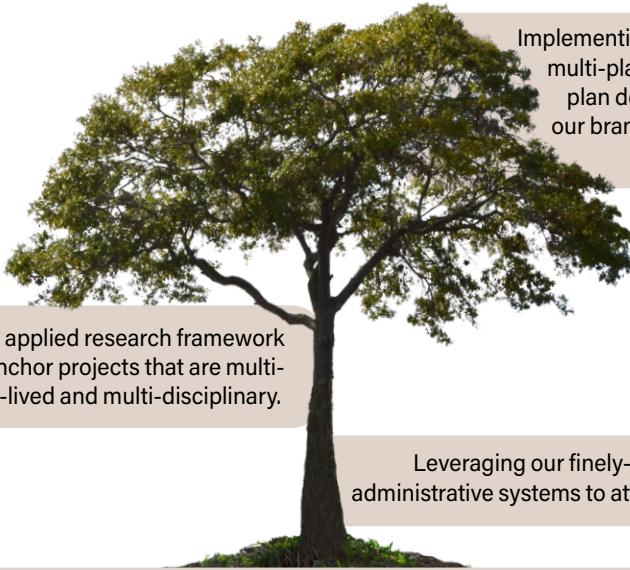 Implementi
multi-pla
plan d
our bran
applied research framework
nchor projects that are multi-
-lived and multi-disciplinary.
Leveraging our finely-
administrative systems to at